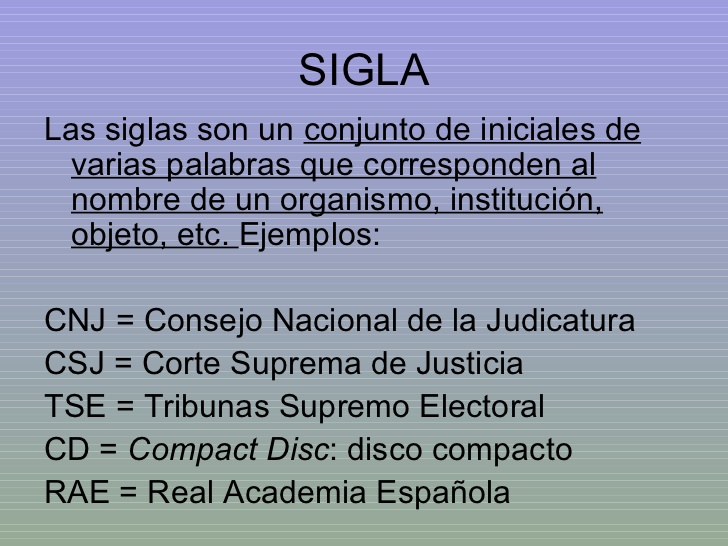 SIGLA
Las siglas son un conjunto de iniciales de
varias palabras que corresponden al
nombre de un organismo, institución,
objeto, etc. Ejemplos:
CNJ = Consejo Nacional de la Judicatura
CSJ = Corte Suprema de Justicia
TSE = Tribunas Supremo Electoral
CD = Compact Disc: disco compacto
RAE = Real Academia Española